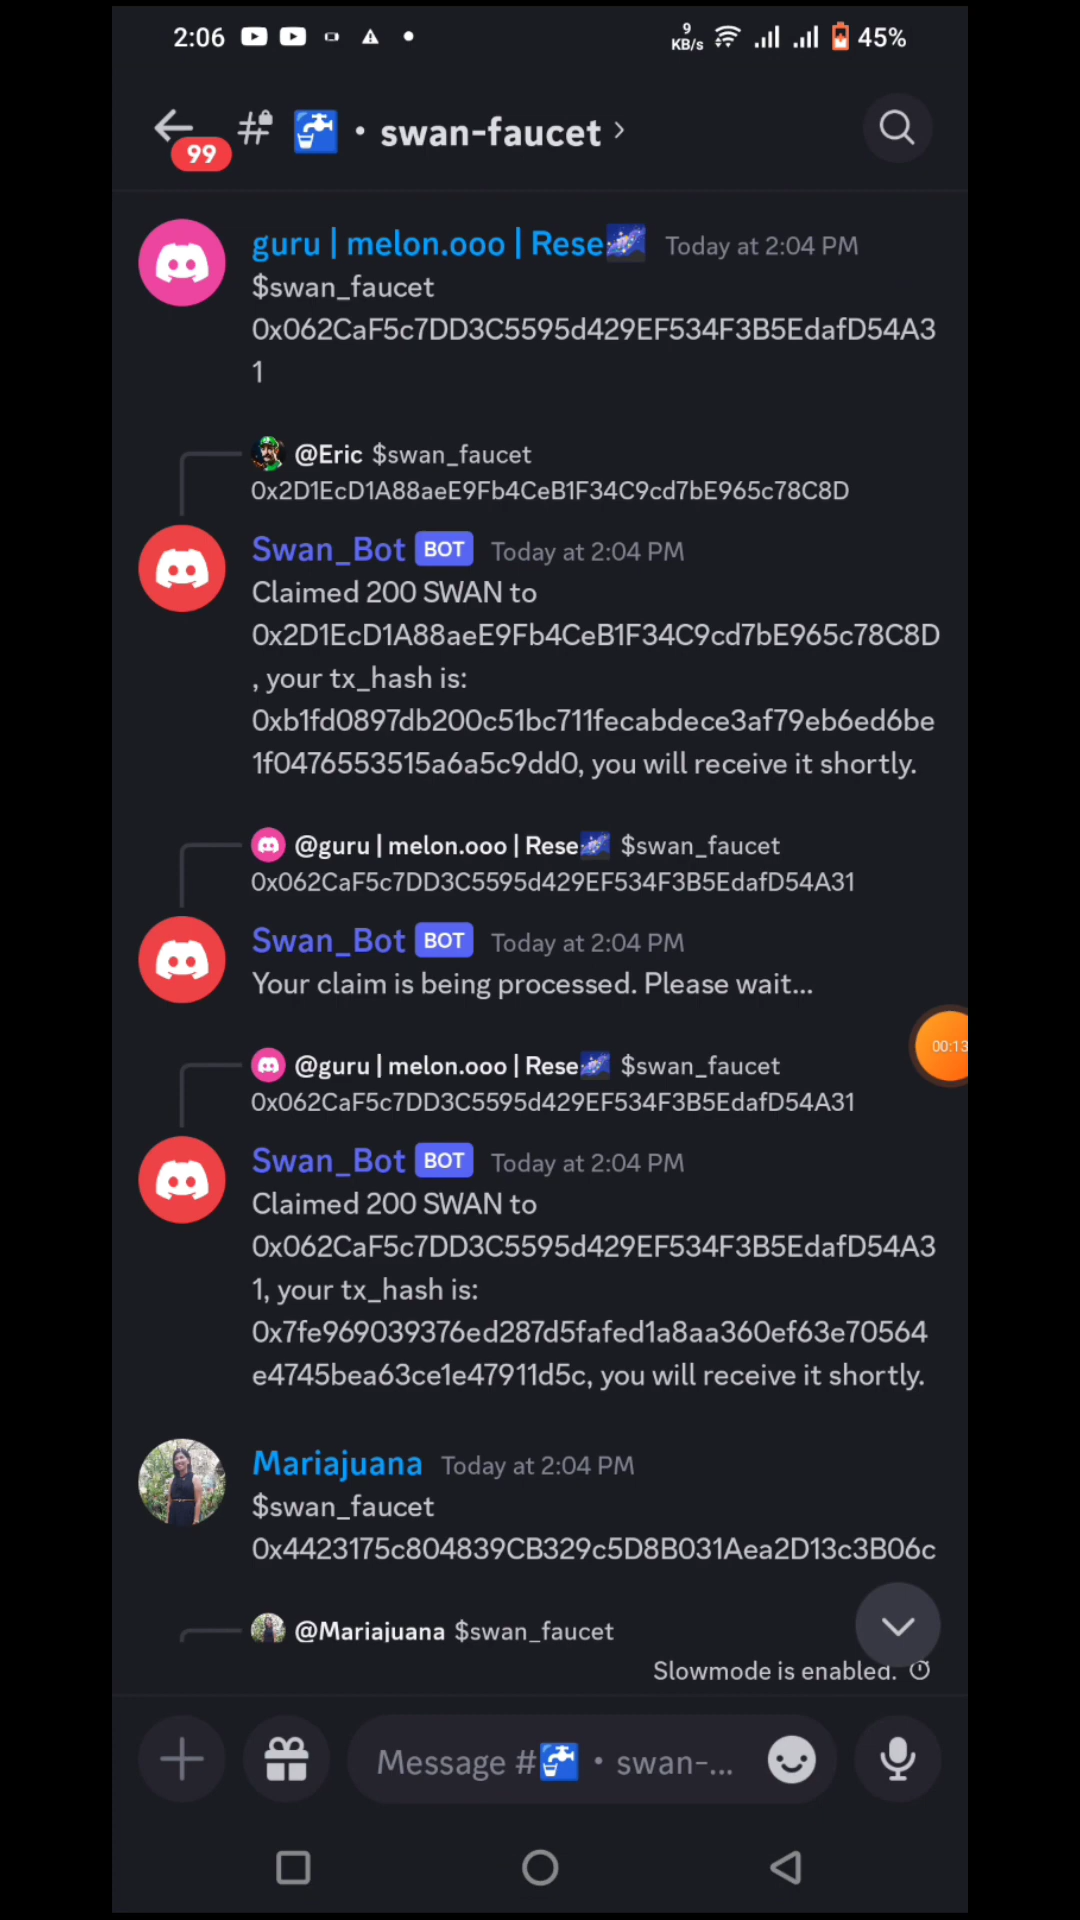 2:06 9 KB/s 45%
99 # • swan-faucet ›
guru | melon.ooo | Rese Today at 2:04 PM
$swan_faucet
0x062CaF5c7DD3C5595d429EF534F3B5EdafD54A3
1
@Eric $swan_faucet
0x2D1EcD1A88aeE9Fb4CeB1F34C9cd7bE965c78C8D
Swan_Bot BOT Today at 2:04 PM
Claimed 200 SWAN to
0x2D1EcD1A88aeE9Fb4CeB1F34C9cd7bE965c78C8D
, your tx_hash is:
0xb1fd0897db200c51bc711fecabdece3af79eb6ed6be
1f0476553515a6a5c9dd0, you will receive it shortly.
@guru | melon.ooo | Rese $swan_faucet
0x062CaF5c7DD3C5595d429EF534F3B5EdafD54A31
Swan_Bot BOT Today at 2:04 PM
Your claim is being processed. Please wait...
00:13
@guru | melon.ooo | Rese $swan_faucet
0x062CaF5c7DD3C5595d429EF534F3B5EdafD54A31
Swan_Bot BOT Today at 2:04 PM
Claimed 200 SWAN to
0x062CaF5c7DD3C5595d429EF534F3B5EdafD54A3
1, your tx_hash is:
0x7fe969039376ed287d5fafed1a8aa360ef63e70564
e4745bea63ce1e47911d5c, you will receive it shortly.
Mariajuana Today at 2:04 PM
$swan_faucet
0x4423175c804839CB329c5D8B031Aea2D13c3B06c
@Mariajuana $swan_faucet
Slowmode is enabled.
Message # • swan-...